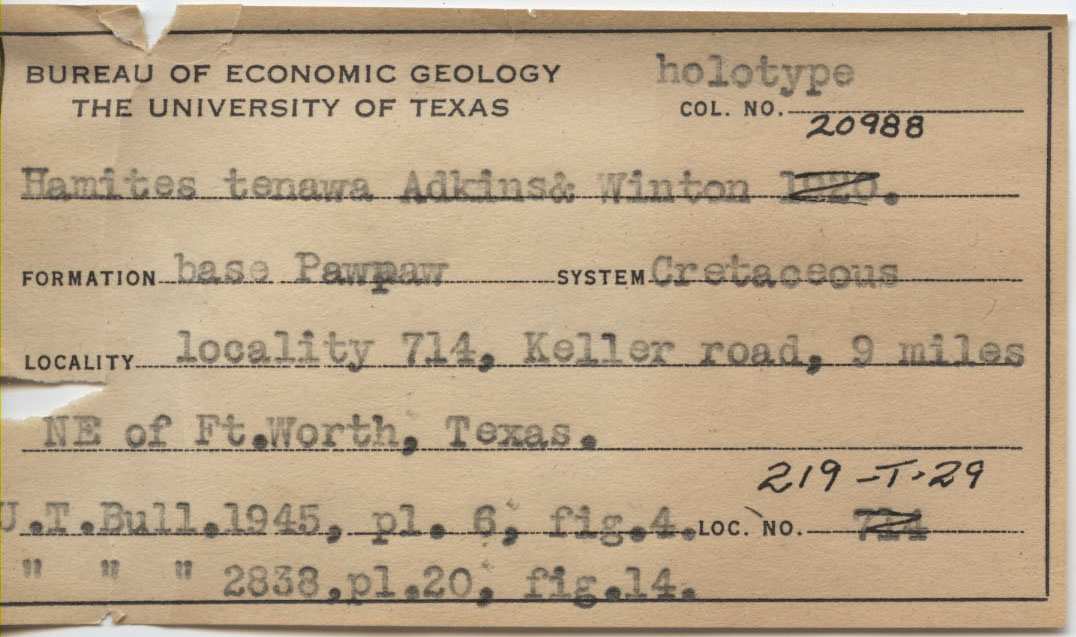 BUREAU OF ECONOMIC GEOLOGY
THE UNIVERSITY OF TEXAS
holotype
COL. NO.
20988
Hamites tenawa Adkins& Winton 1920.
FORMATION base Pawpaw SYSTEM Cretaceous
LOCALITY locality 714, Keller road, 9 miles
NE of Ft.Worth, Texas.
219-T-29
U.T.Bull.1945, pl. 6, fig.4. LOC. NO. 714
" " " 2838,pl.20, fig.14.